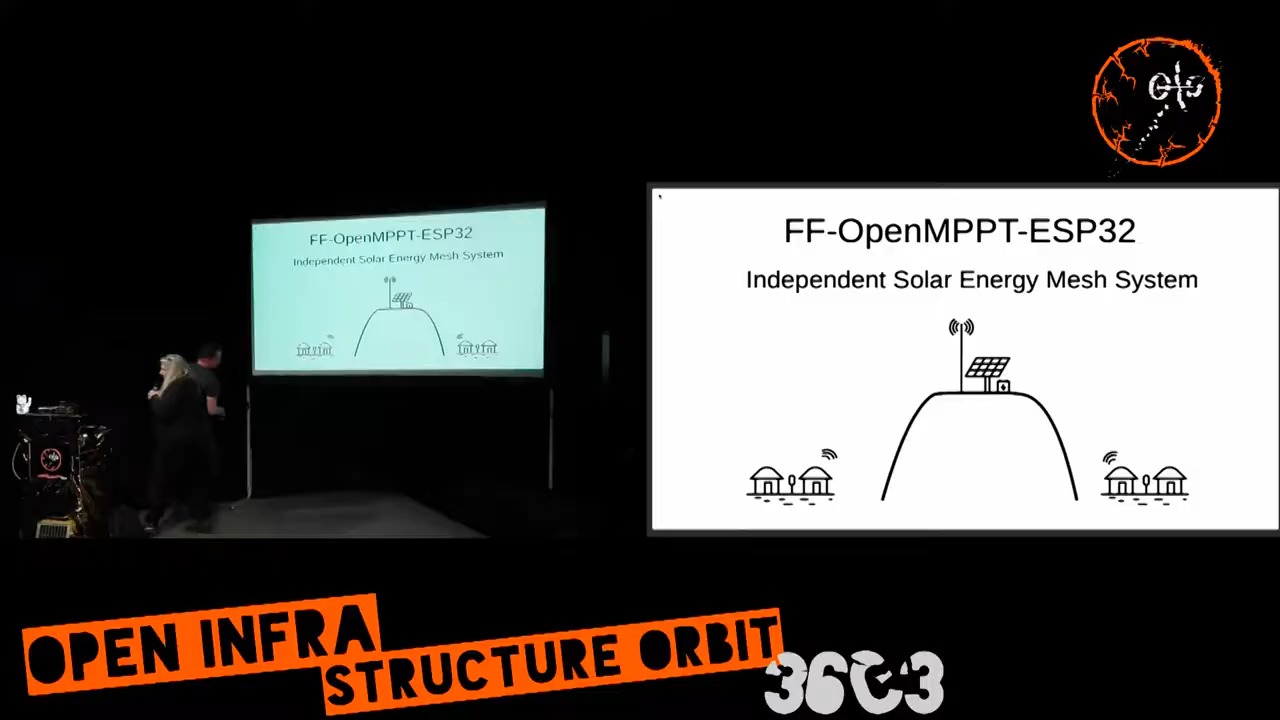 FF-OpenMPPT-ESP32
Independent Solar Energy Mesh System
FF-OpenMPPT-ESP32
Independent Solar Energy Mesh System
OPEN INFRA
STRUCTURE ORBIT
36C3